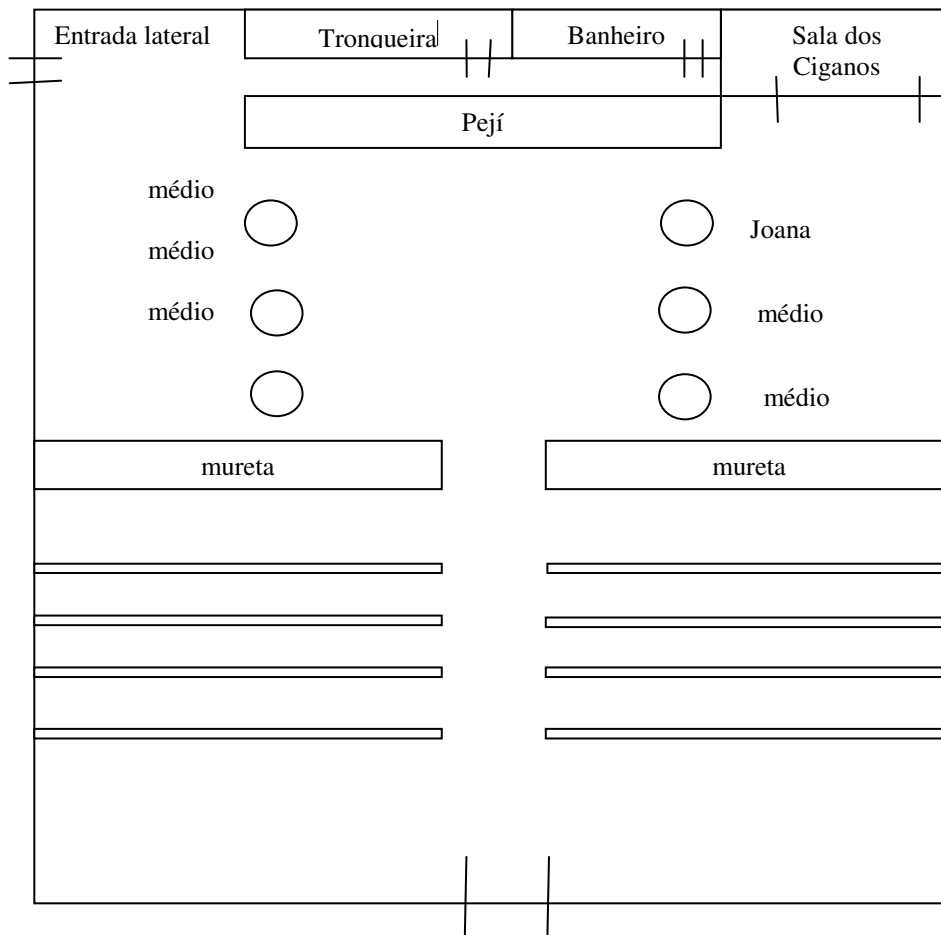 Entrada lateral
Tronqueira
Banheiro
Sala dos
Ciganos
Pejí
médio
médio
Joana
médio
médio
médio
mureta
mureta